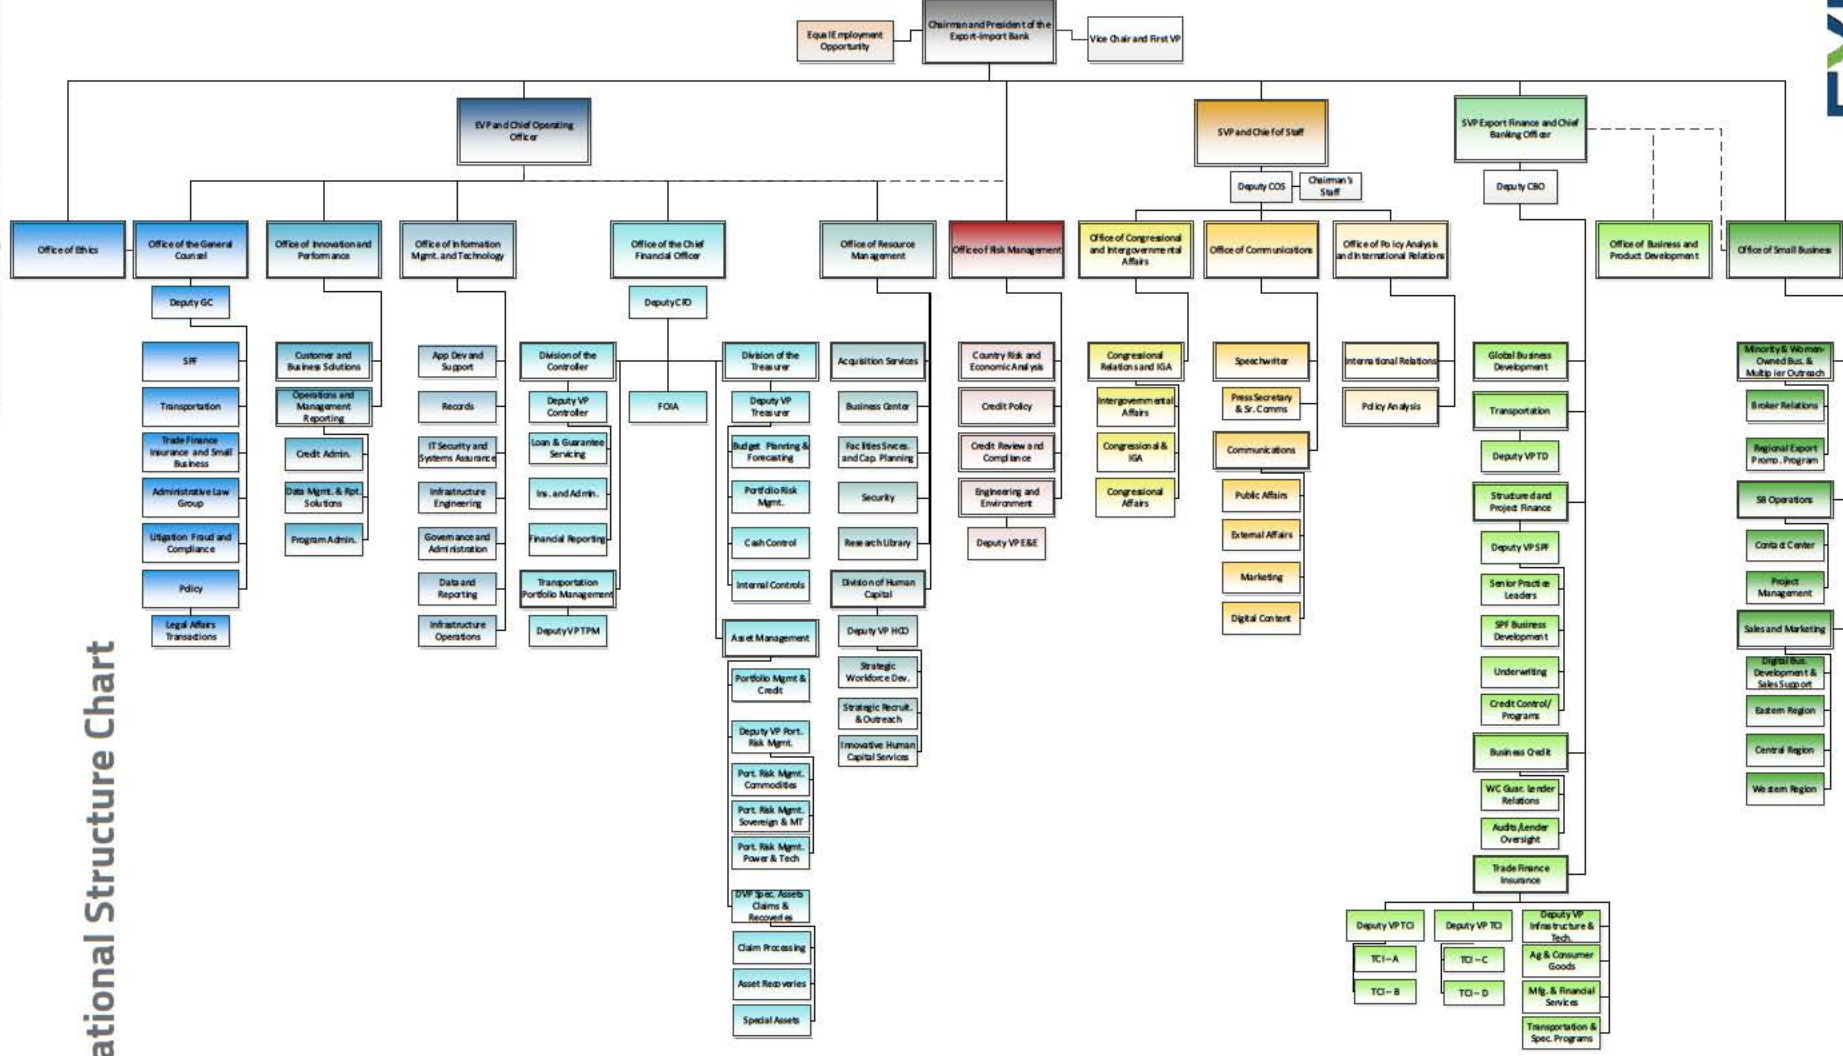 Chairman and President of the
Export-Import Bank
Equal Employment
Opportunity
Vice Chair and First VP
EVP and Chief Operating
Officer
SVP and Chief of Staff
SVP Export Finance and Chief
Banking Officer
Deputy COS
Chairman's
Staff
Deputy CBO
Office of Ethics
Office of the General
Counsel
Office of Innovation and
Performance
Office of Information
Mgmt. and Technology
Office of the Chief
Financial Officer
Office of Resource
Management
Office of Risk Management
Office of Congressional
and Intergovernmental
Affairs
Office of Communications
Office of Policy Analysis
and International Relations
Office of Business and
Product Development
Office of Small Business
Deputy GC
SPF
Transportation
Trade Finance
Insurance and Small
Business
Administrative Law
Group
Litigation Fraud and
Compliance
Policy
Legal Affairs
Transactions
Customer and
Business Solutions
Operations and
Management
Reporting
Credit Admin.
Data Mgmt. & Rpt.
Solutions
Program Admin.
App Dev and
Support
Records
IT Security and
Systems Assurance
Infrastructure
Engineering
Governance and
Administration
Data and
Reporting
Infrastructure
Operations
Deputy CFO
Division of the
Controller
Deputy VP
Controller
Loan & Guarantee
Servicing
Ins. and Admin.
Financial Reporting
Transportation
Portfolio Management
Deputy VP TPM
FOIA
Division of the
Treasurer
Deputy VP
Treasurer
Budget Planning &
Forecasting
Portfolio Risk
Mgmt.
Cash Control
Internal Controls
Asset Management
Portfolio Mgmt &
Credit
Deputy VP Port.
Risk Mgmt.
Port. Risk Mgmt.
Commodities
Port. Risk Mgmt.
Sovereign & MT
Port. Risk Mgmt.
Power & Tech
DVP Spec. Assets
Claims &
Recoveries
Claim Processing
Asset Recoveries
Special Assets
Acquisition Services
Business Center
Facilities Srvces.
and Cap. Planning
Security
Research Library
Division of Human
Capital
Deputy VP HCD
Strategic
Workforce Dev.
Strategic Recruit.
& Outreach
Innovative Human
Capital Services
Country Risk and
Economic Analysis
Credit Policy
Credit Review and
Compliance
Engineering and
Environment
Deputy VP E&E
Congressional
Relations and IGA
Intergovernmental
Affairs
Congressional &
IGA
Congressional
Affairs
Speechwriter
Press Secretary
& Sr. Comms
Communications
Public Affairs
External Affairs
Marketing
Digital Content
International Relations
Policy Analysis
Global Business
Development
Transportation
Deputy VP TD
Structured and
Project Finance
Deputy VP SPF
Senior Practice
Leaders
SPF Business
Development
Underwriting
Credit Control/
Programs
Business Credit
WC Guar. Lender
Relations
Audits/Lender
Oversight
Trade Finance
Insurance
Deputy VP TCI
TCI – A
TCI – B
Deputy VP TCI
TCI – C
TCI – D
Deputy VP
Infrastructure &
Tech.
Ag & Consumer
Goods
Mfg. & Financial
Services
Transportation &
Spec. Programs
Minority & Women-
Owned Bus. &
Multiplier Outreach
Broker Relations
Regional Export
Promo. Program
SB Operations
Contact Center
Project
Management
Sales and Marketing
Digital Bus.
Development &
Sales Support
Eastern Region
Central Region
Western Region
ational Structure Chart
EX